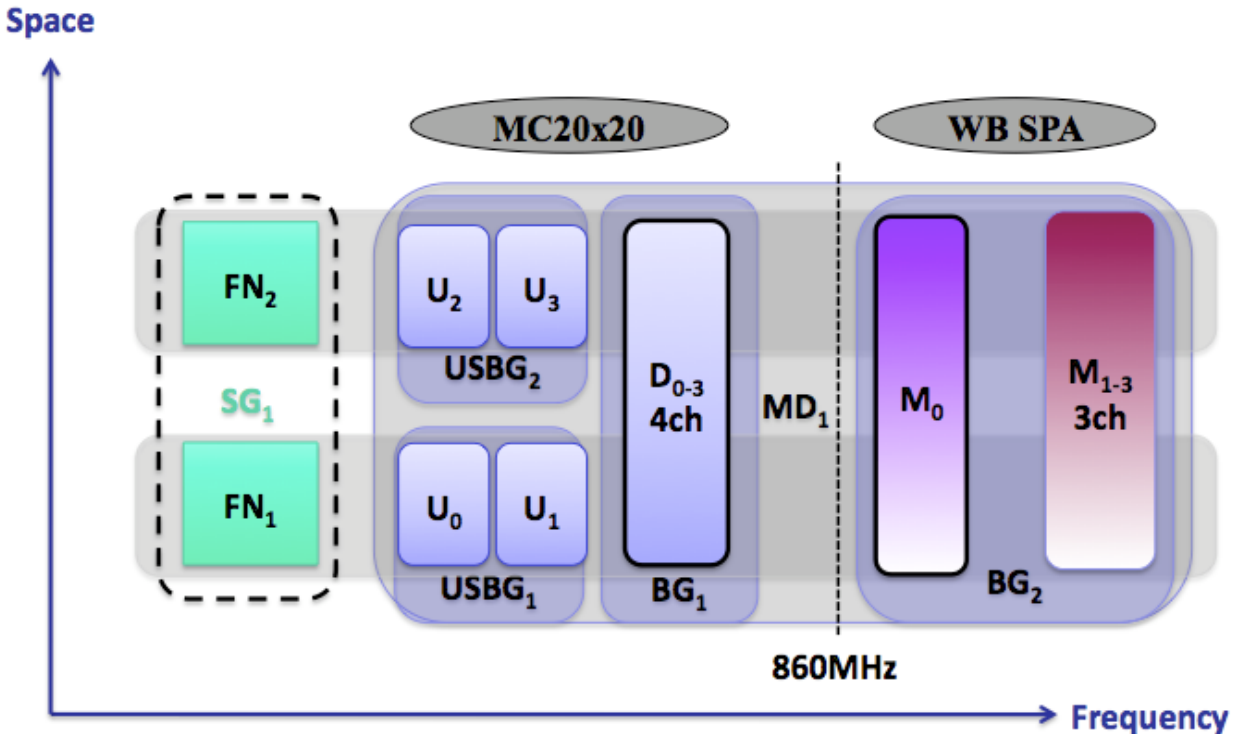 Space
MC20x20
WB SPA
FN2
U2
U3
USBG2
D0-3
4ch
MD1
M0
M1-3
3ch
SG1
FN1
U0
U1
USBG1
BG1
BG2
860MHz
Frequency